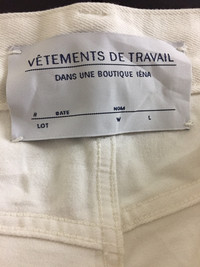 VÊTEMENTS DE TRAVAIL
DANS UNE BOUTIQUE IÉNA
# DATE NOM
LOT W L